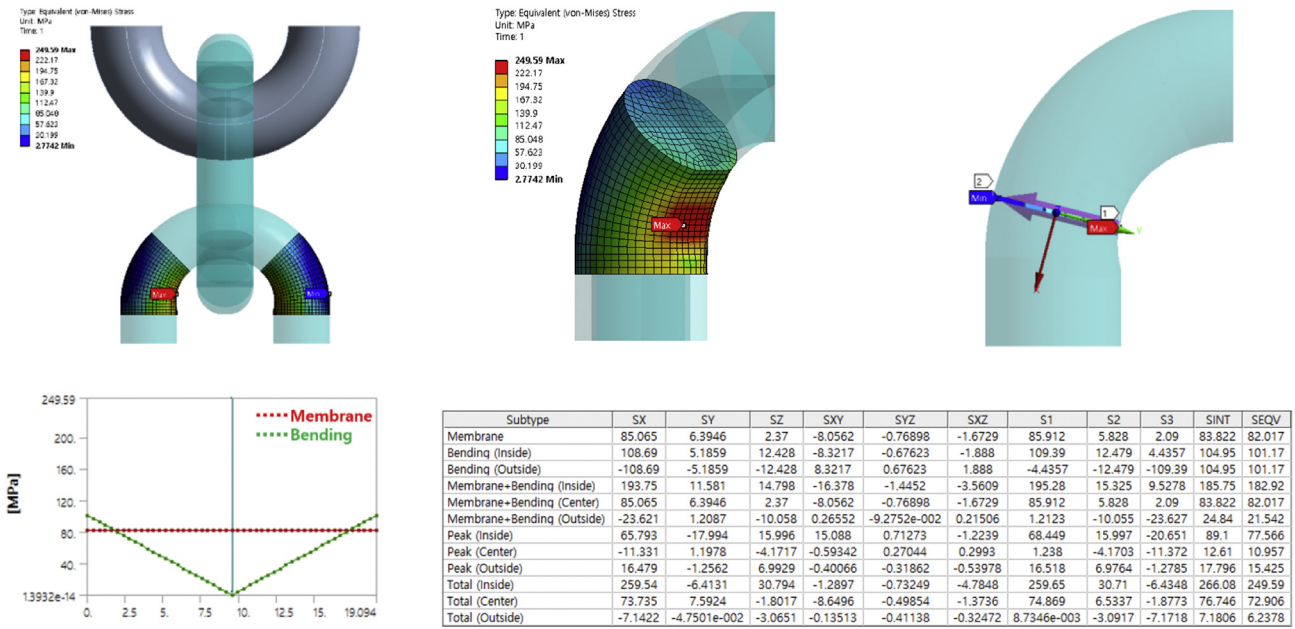 Type: Equivalent (von-Mises) Stress
Unit: MPa
Time: 1
249.59 Max
222.17
194.75
167.32
139.9
112.47
85.048
57.623
30.199
2.7742 Min
Max
Min
Type: Equivalent (von-Mises) Stress
Unit: MPa
Time: 1
249.59 Max
222.17
194.75
167.32
139.9
112.47
85.048
57.623
30.199
2.7742 Min
Max
2
Min
1
Max
Y
X
249.59
200.
160.
120.
80.
40.
1.3932e-14
[MPa]
Membrane
Bending
0. 2.5 5. 7.5 10. 12.5 15. 19.094
Subtype SX SY SZ SXY SYZ SXZ S1 S2 S3 SINT SEQV
Membrane 85.065 6.3946 2.37 -8.0562 -0.76898 -1.6729 85.912 5.828 2.09 83.822 82.017
Bending (Inside) 108.69 5.1859 12.428 -8.3217 -0.67623 -1.888 109.39 12.479 4.4357 104.95 101.17
Bending (Outside) -108.69 -5.1859 -12.428 8.3217 0.67623 1.888 -4.4357 -12.479 -109.39 104.95 101.17
Membrane+Bending (Inside) 193.75 11.581 14.798 -16.378 -1.4452 -3.5609 195.28 15.325 9.5278 185.75 182.92
Membrane+Bending (Center) 85.065 6.3946 2.37 -8.0562 -0.76898 -1.6729 85.912 5.828 2.09 83.822 82.017
Membrane+Bending (Outside) -23.621 1.2087 -10.058 0.26552 -9.2752e-002 0.21506 1.2123 -10.055 -23.627 24.84 21.542
Peak (Inside) 65.793 -17.994 15.996 15.088 0.71273 -1.2239 68.449 15.997 -20.651 89.1 77.566
Peak (Center) -11.331 1.1978 -4.1717 -0.59342 0.27044 0.2993 1.238 -4.1703 -11.372 12.61 10.957
Peak (Outside) 16.479 -1.2562 6.9929 -0.40066 -0.31862 -0.53978 16.518 6.9764 -1.2785 17.796 15.425
Total (Inside) 259.54 -6.4131 30.794 -1.2897 -0.73249 -4.7848 259.65 30.71 -6.4348 266.08 249.59
Total (Center) 73.735 7.5924 -1.8017 -8.6496 -0.49854 -1.3736 74.869 6.5337 -1.8773 76.746 72.906
Total (Outside) -7.1422 -4.7501e-002 -3.0651 -0.13513 -0.41138 -0.32472 8.7346e-003 -3.0917 -7.1718 7.1806 6.2378